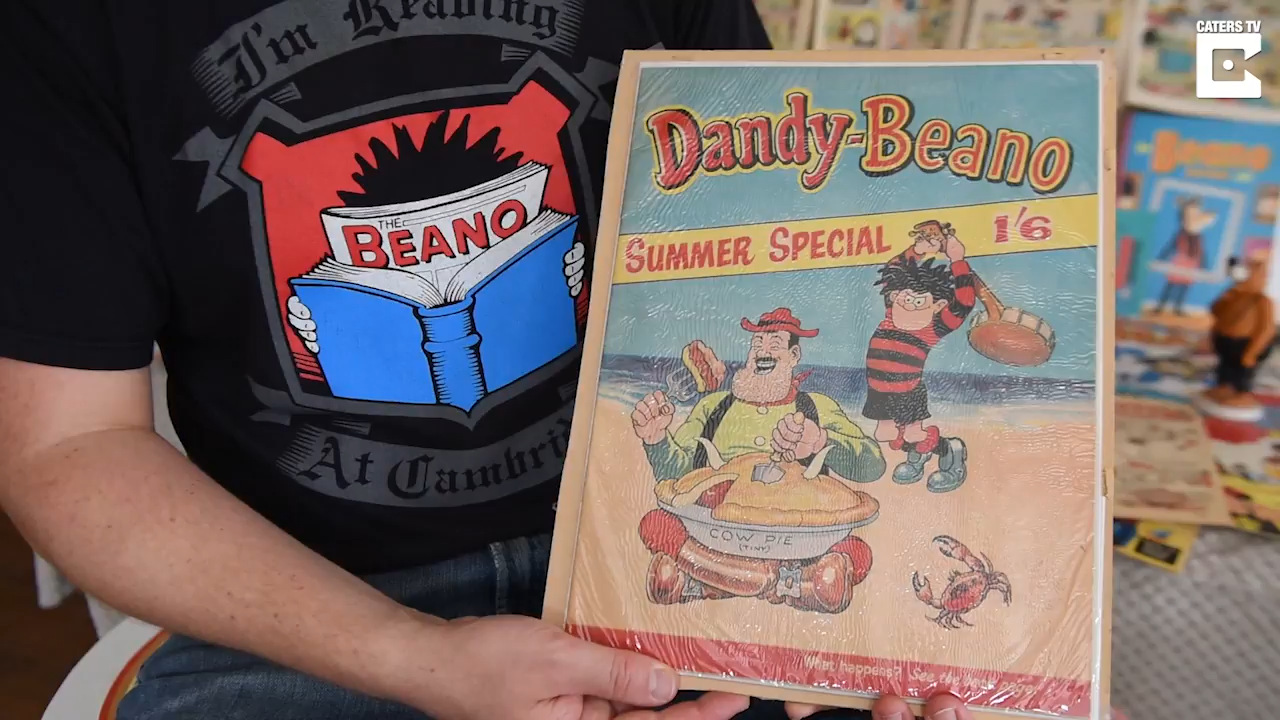 CATERS TV
I'm Reading
THE
BEANO
At Cambri
Dandy-Beano
SUMMER SPECIAL 1'6
COW PIE
(TINY)
What happens? See the back page
Beano